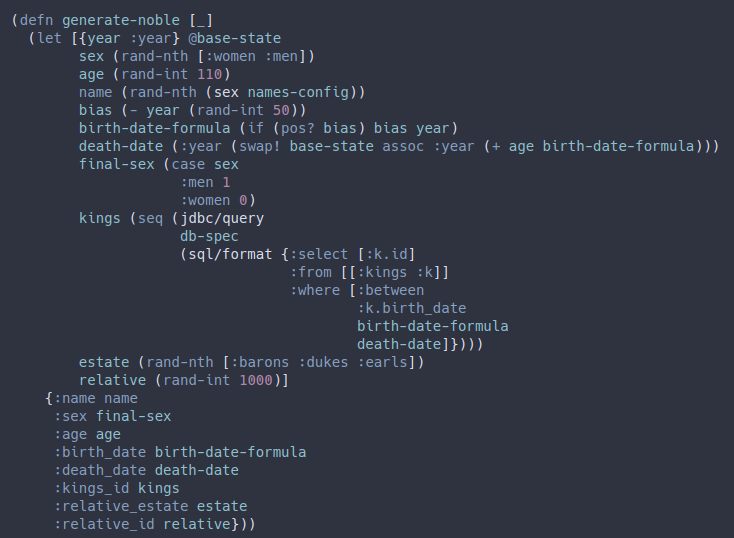 (defn generate-noble [_]
  (let [{year :year} @base-state
        sex (rand-nth [:women :men])
        age (rand-int 110)
        name (rand-nth (sex names-config))
        bias (- year (rand-int 50))
        birth-date-formula (if (pos? bias) bias year)
        death-date (:year (swap! base-state assoc :year (+ age birth-date-formula)))
        final-sex (case sex
                    :men 1
                    :women 0)
        kings (seq (jdbc/query
                    db-spec
                    (sql/format {:select [:k.id]
                                 :from [[:kings :k]]
                                 :where [:between
                                         :k.birth_date
                                         birth-date-formula
                                         death-date]})))
        estate (rand-nth [:barons :dukes :earls])
        relative (rand-int 1000)]
    {:name name
     :sex final-sex
     :age age
     :birth_date birth-date-formula
     :death_date death-date
     :kings_id kings
     :relative_estate estate
     :relative_id relative}))